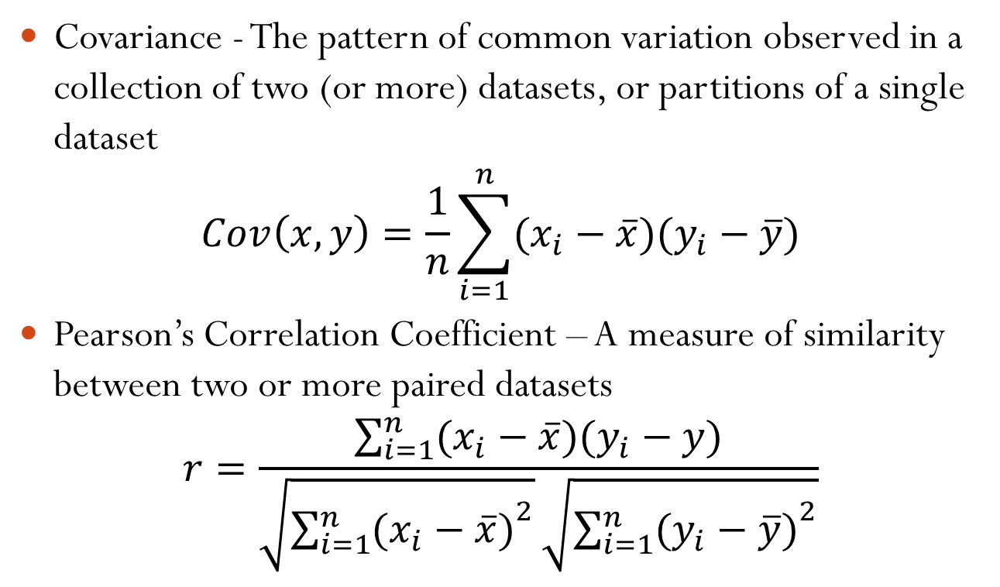 • Covariance - The pattern of common variation observed in a
collection of two (or more) datasets, or partitions of a single
dataset
$Cov(x, y) = \frac{1}{n} \sum_{i=1}^{n} (x_i - \bar{x})(y_i - \bar{y})$
• Pearson’s Correlation Coefficient – A measure of similarity
between two or more paired datasets
$r = \frac{\sum_{i=1}^{n} (x_i - \bar{x})(y_i - y)}{\sqrt{\sum_{i=1}^{n} (x_i - \bar{x})^2} \sqrt{\sum_{i=1}^{n} (y_i - \bar{y})^2}}$